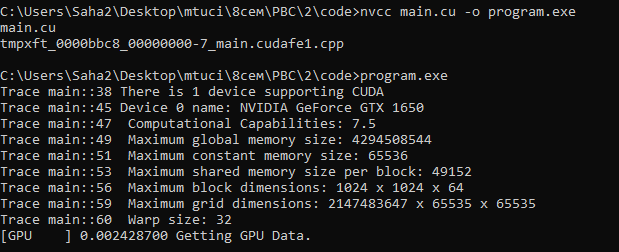 C:\Users\Saha2\Desktop\mtuci\8сем\РВС\2\code>nvcc main.cu -o program.exe
main.cu
tmpxft_0000bbc8_00000000-7_main.cudafe1.cpp
C:\Users\Saha2\Desktop\mtuci\8сем\РВС\2\code>program.exe
Trace main::38 There is 1 device supporting CUDA
Trace main::45 Device 0 name: NVIDIA GeForce GTX 1650
Trace main::47  Computational Capabilities: 7.5
Trace main::49  Maximum global memory size: 4294508544
Trace main::51  Maximum constant memory size: 65536
Trace main::53  Maximum shared memory size per block: 49152
Trace main::56  Maximum block dimensions: 1024 x 1024 x 64
Trace main::59  Maximum grid dimensions: 2147483647 x 65535 x 65535
Trace main::60  Warp size: 32
[GPU    ] 0.002428700 Getting GPU Data.